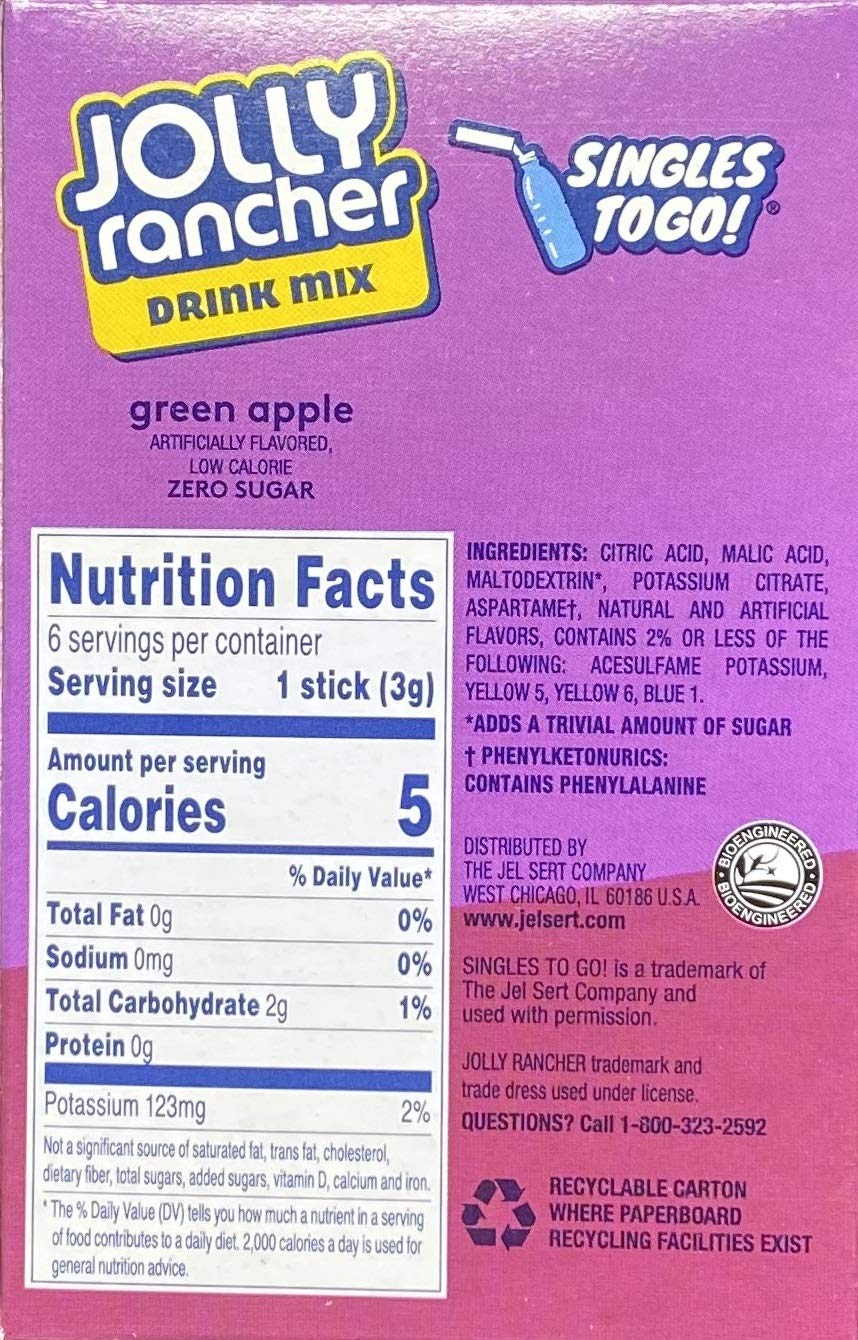 JOLLY
rancher
DRINK MIX
SINGLES
TO GO! ®
green apple
ARTIFICIALLY FLAVORED,
LOW CALORIE
ZERO SUGAR
Nutrition Facts
6 servings per container
Serving size 1 stick (3g)
Amount per serving
Calories 5
% Daily Value*
Total Fat 0g 0%
Sodium 0mg 0%
Total Carbohydrate 2g 1%
Protein 0g
Potassium 123mg 2%
Not a significant source of saturated fat, trans fat, cholesterol,
dietary fiber, total sugars, added sugars, vitamin D, calcium and iron.
* The % Daily Value (DV) tells you how much a nutrient in a serving
of food contributes to a daily diet. 2,000 calories a day is used for
general nutrition advice.
INGREDIENTS: CITRIC ACID, MALIC ACID,
MALTODEXTRIN*, POTASSIUM CITRATE,
ASPARTAME†, NATURAL AND ARTIFICIAL
FLAVORS, CONTAINS 2% OR LESS OF THE
FOLLOWING: ACESULFAME POTASSIUM,
YELLOW 5, YELLOW 6, BLUE 1.
*ADDS A TRIVIAL AMOUNT OF SUGAR
† PHENYLKETONURICS:
CONTAINS PHENYLALANINE
DISTRIBUTED BY
THE JEL SERT COMPANY
WEST CHICAGO, IL 60186 U.S.A.
www.jelsert.com
BIOENGINEERED
BIOENGINEERED
SINGLES TO GO! is a trademark of
The Jel Sert Company and
used with permission.
JOLLY RANCHER trademark and
trade dress used under license.
QUESTIONS? Call 1-800-323-2592
RECYCLABLE CARTON
WHERE PAPERBOARD
RECYCLING FACILITIES EXIST